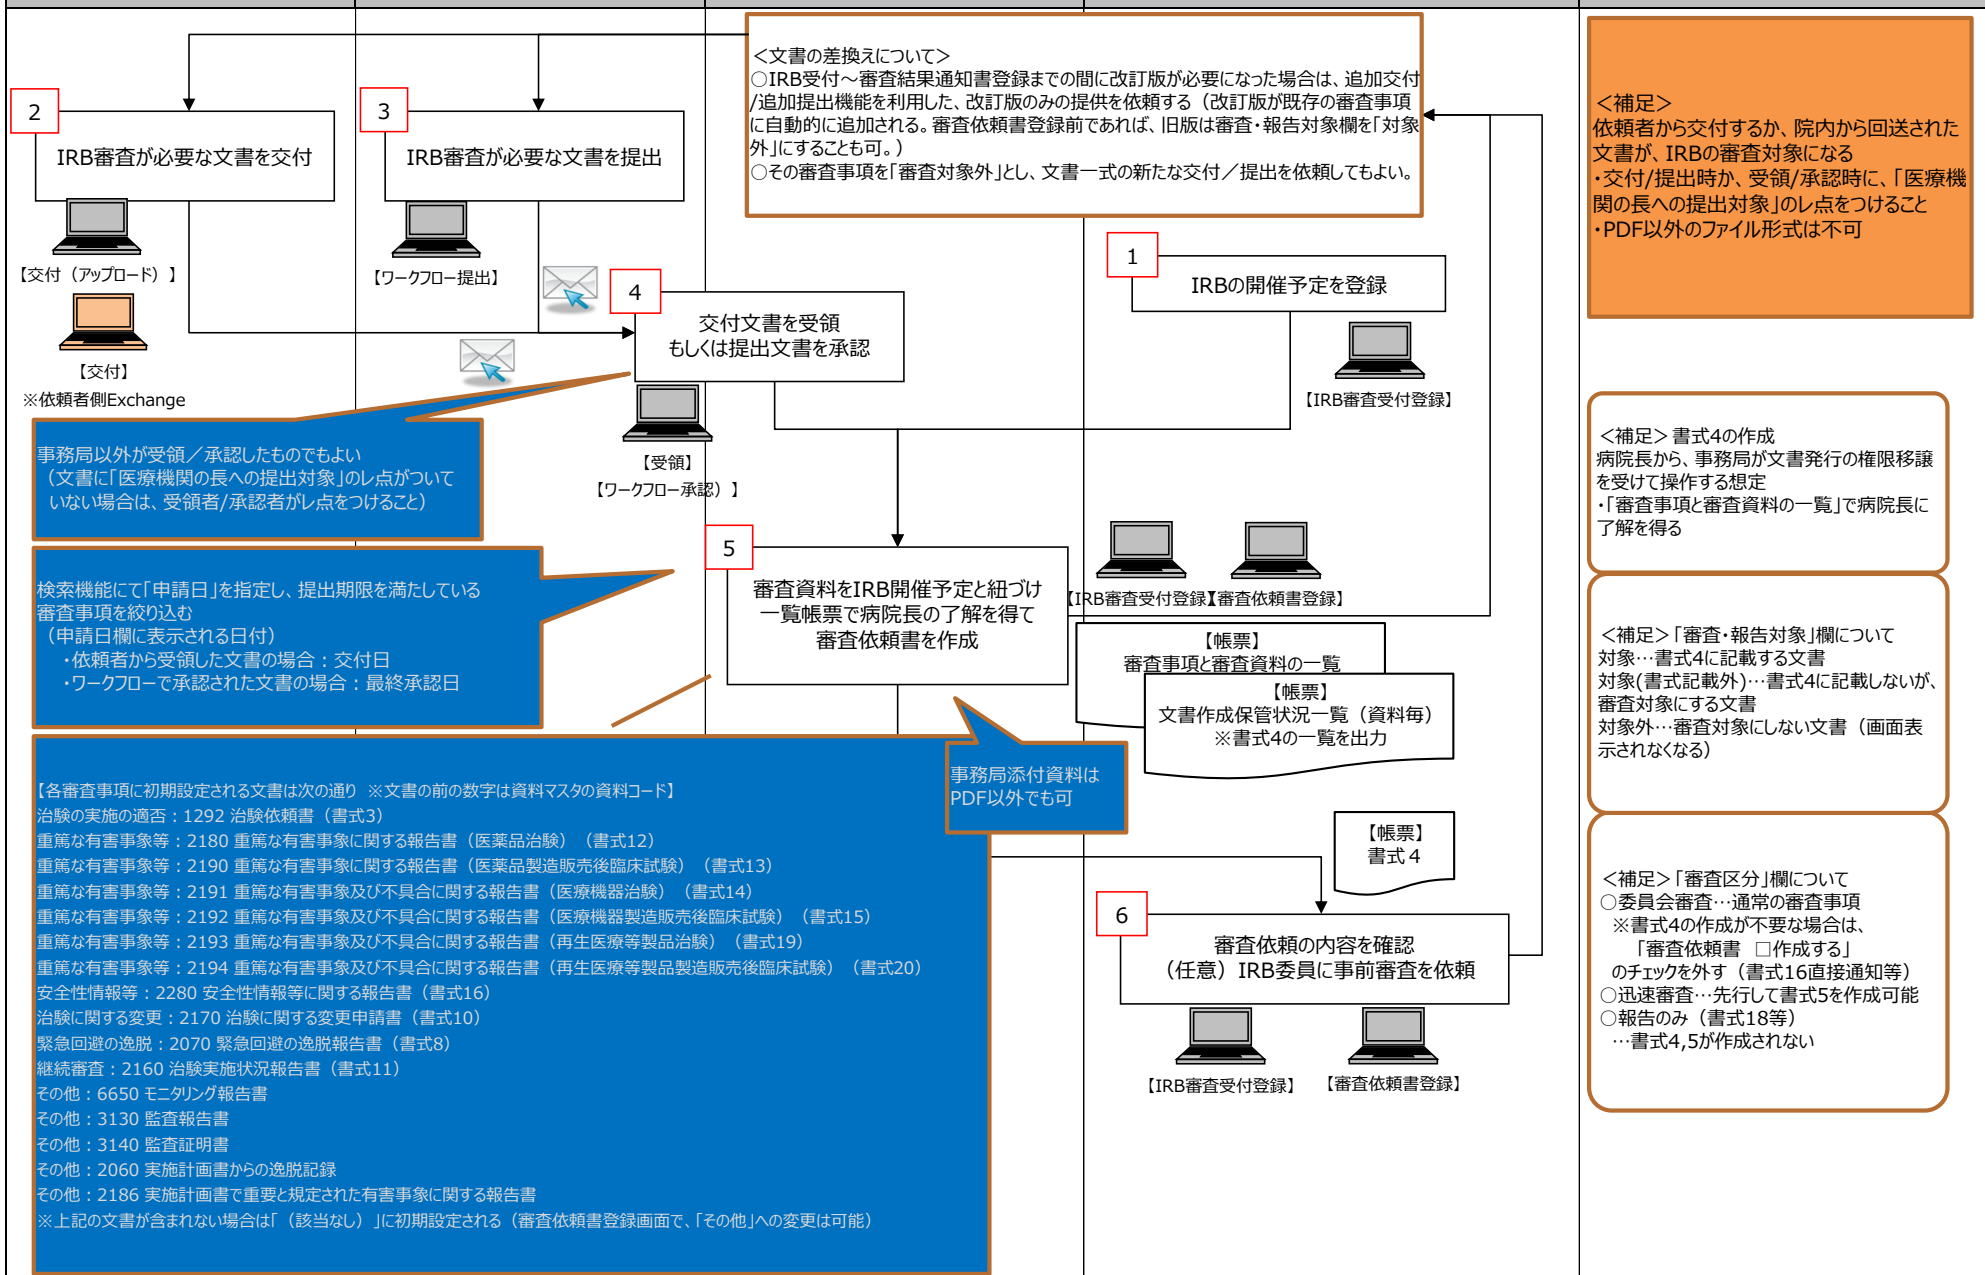 <文書の差換えについて>
○IRB受付～審査結果通知書登録までの間に改訂版が必要になった場合は、追加交付
/追加提出機能を利用した、改訂版のみの提供を依頼する（改訂版が既存の審査事項
に自動的に追加される。審査依頼書登録前であれば、旧版は審査・報告対象欄を「対象
外」にすることも可。）
○その審査事項を「審査対象外」とし、文書一式の新たな交付／提出を依頼してもよい。
2
IRB審査が必要な文書を交付
【交付（アップロード）】
【交付】
※依頼者側Exchange
3
IRB審査が必要な文書を提出
【ワークフロー提出】
1
IRBの開催予定を登録
【IRB審査受付登録】
4
交付文書を受領
もしくは提出文書を承認
【受領】
【ワークフロー承認）】
事務局以外が受領／承認したものでもよい
（文書に「医療機関の長への提出対象」のレ点がついて
いない場合は、受領者/承認者がレ点をつけること）
検索機能にて「申請日」を指定し、提出期限を満たしている
審査事項を絞り込む
（申請日欄に表示される日付）
・依頼者から受領した文書の場合：交付日
・ワークフローで承認された文書の場合：最終承認日
5
審査資料をIRB開催予定と紐づけ
一覧帳票で病院長の了解を得て
審査依頼書を作成
【IRB審査受付登録】
【審査依頼書登録】
【帳票】
審査事項と審査資料の一覧
【帳票】
文書作成保管状況一覧（資料毎）
※書式4の一覧を出力
事務局添付資料は
PDF以外でも可
【各審査事項に初期設定される文書は次の通り ※文書の前の数字は資料マスタの資料コード】
治験の実施の適否：1292 治験依頼書（書式3）
重篤な有害事象等：2180 重篤な有害事象に関する報告書（医薬品治験）（書式12）
重篤な有害事象等：2190 重篤な有害事象に関する報告書（医薬品製造販売後臨床試験）（書式13）
重篤な有害事象等：2191 重篤な有害事象及び不具合に関する報告書（医療機器治験）（書式14）
重篤な有害事象等：2192 重篤な有害事象及び不具合に関する報告書（医療機器製造販売後臨床試験）（書式15）
重篤な有害事象等：2193 重篤な有害事象及び不具合に関する報告書（再生医療等製品治験）（書式19）
重篤な有害事象等：2194 重篤な有害事象及び不具合に関する報告書（再生医療等製品製造販売後臨床試験）（書式20）
安全性情報等：2280 安全性情報等に関する報告書（書式16）
治験に関する変更：2170 治験に関する変更申請書（書式10）
緊急回避の逸脱：2070 緊急回避の逸脱報告書（書式8）
継続審査：2160 治験実施状況報告書（書式11）
その他：6650 モニタリング報告書
その他：3130 監査報告書
その他：3140 監査証明書
その他：2060 実施計画書からの逸脱記録
その他：2186 実施計画書で重要と規定された有害事象に関する報告書
※上記の文書が含まれない場合は「（該当なし）」に初期設定される（審査依頼書登録画面で、「その他」への変更は可能）
【帳票】
書式４
6
審査依頼の内容を確認
（任意）IRB委員に事前審査を依頼
【IRB審査受付登録】
【審査依頼書登録】
<補足>
依頼者から交付するか、院内から回送された
文書が、IRBの審査対象になる
・交付/提出時か、受領/承認時に、「医療機
関の長への提出対象」のレ点をつけること
・PDF以外のファイル形式は不可
<補足>書式4の作成
病院長から、事務局が文書発行の権限移譲
を受けて操作する想定
・「審査事項と審査資料の一覧」で病院長に
了解を得る
<補足>「審査・報告対象」欄について
対象…書式4に記載する文書
対象(書式記載外)…書式4に記載しないが、
審査対象にする文書
対象外…審査対象にしない文書（画面表
示されなくなる）
<補足>「審査区分」欄について
○委員会審査…通常の審査事項
※書式4の作成が不要な場合は、
「審査依頼書 □作成する」
のチェックを外す（書式16直接通知等）
○迅速審査…先行して書式5を作成可能
○報告のみ（書式18等）
…書式4,5が作成されない